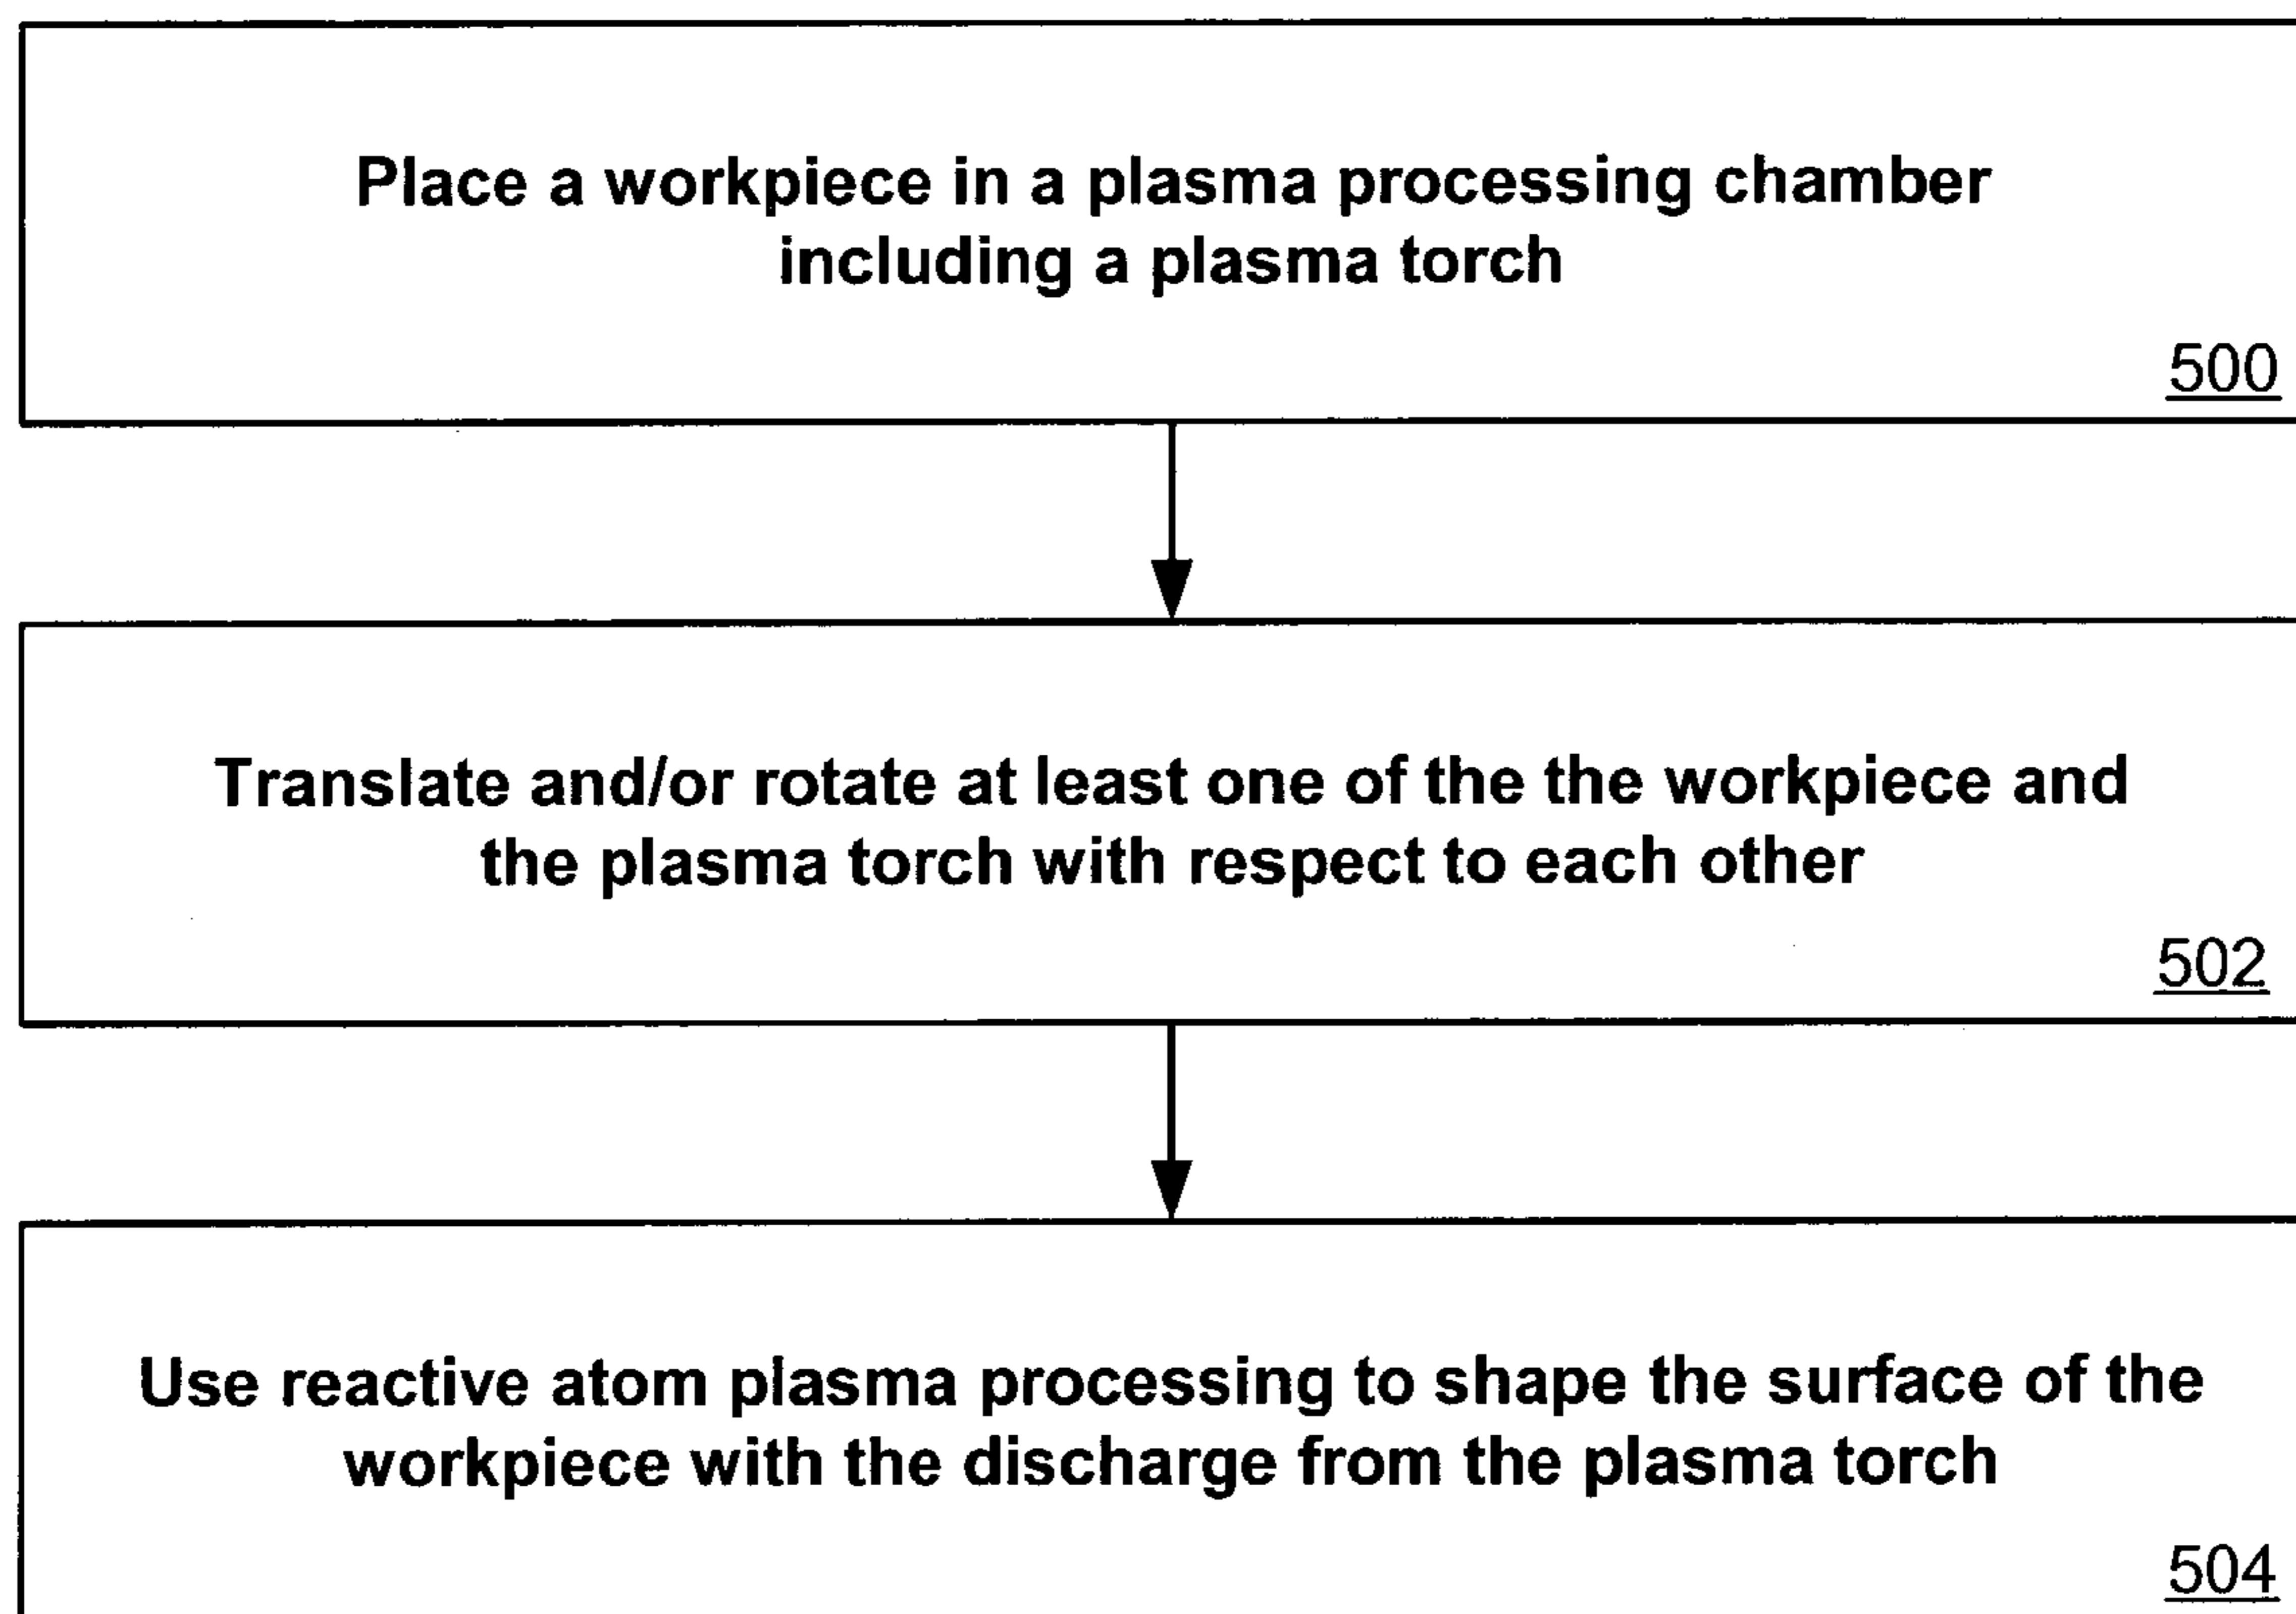 Place a workpiece in a plasma processing chamber
including a plasma torch
500
Translate and/or rotate at least one of the the workpiece and
the plasma torch with respect to each other
502
Use reactive atom plasma processing to shape the surface of the
workpiece with the discharge from the plasma torch
504